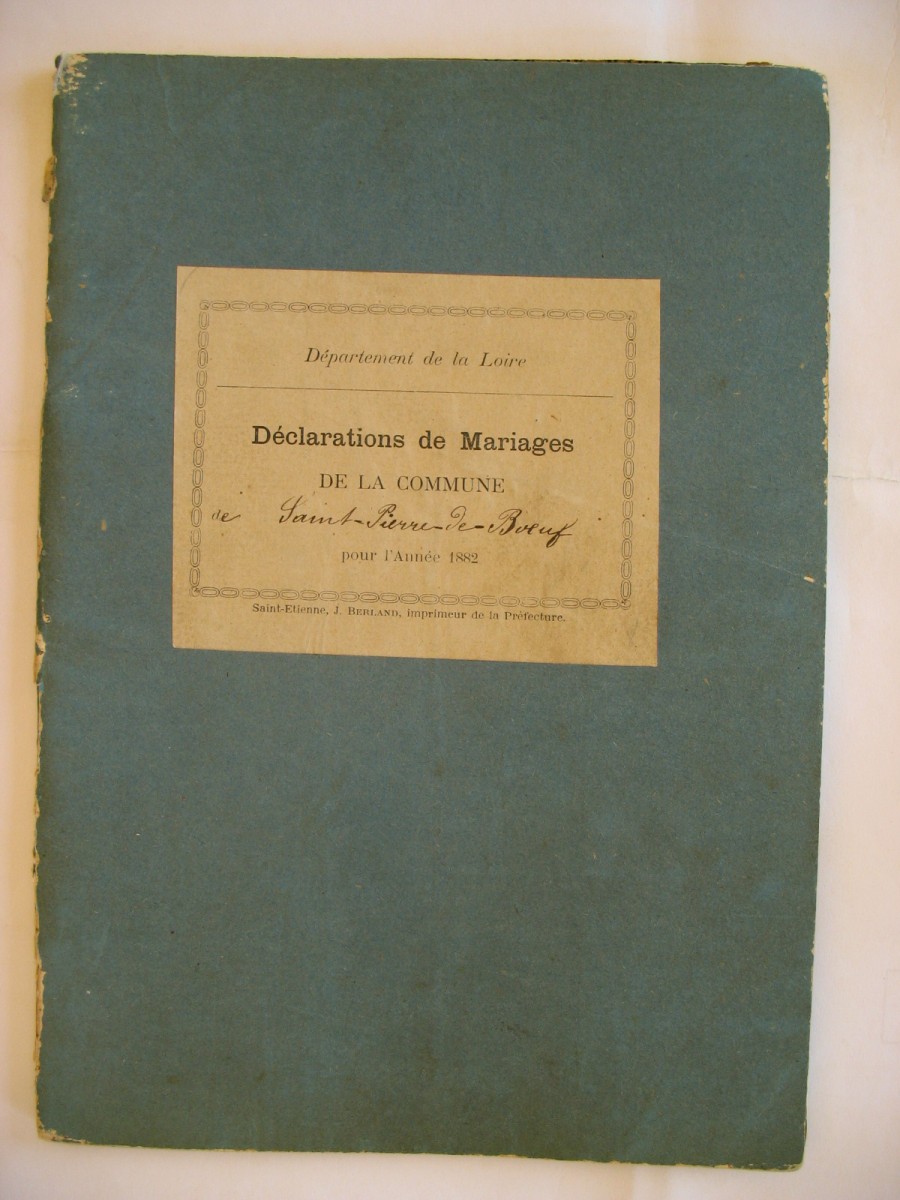 Département de la Loire
Déclarations de Mariages
DE LA COMMUNE
de Saint-Pierre-de-Boeuf
pour l'Année 1882
Saint-Etienne, J. BERLAND, imprimeur de la Préfecture.